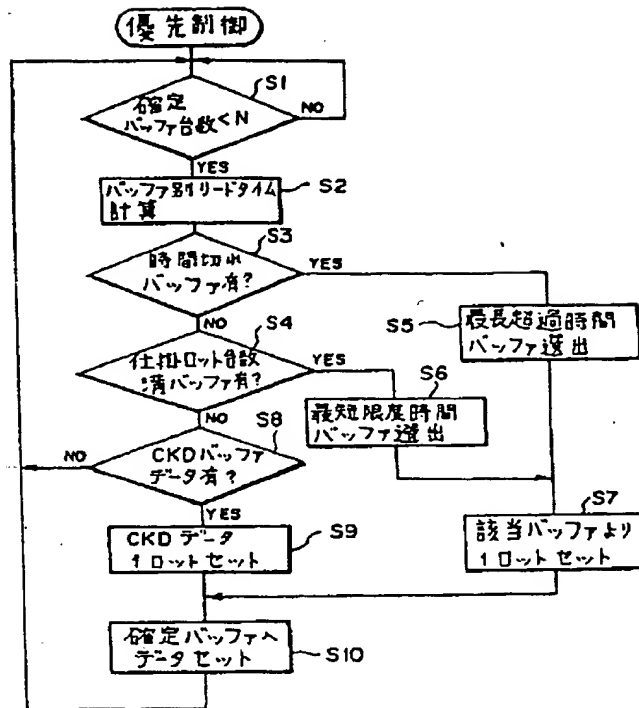 優先制御
S1
確定
バッファ台数<N
NO
YES
バッファ別リードタイム
計算
S2
S3
時間切れ
バッファ有?
YES
NO
S4
仕掛ロット台数
満バッファ有?
YES
NO
S5
最長超過時間
バッファ選出
S6
最短限度時間
バッファ選出
S8
NO
CKDバッファ
データ有?
YES
S7
該当バッファより
1ロットセット
CKDデータ
1ロットセット
S9
確定バッファへ
データセット
S10